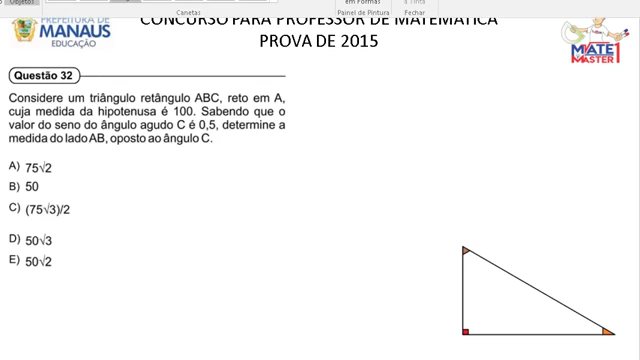 Objetos
Canetas
em Formas
Painel de Pintura
à Tinta
Fechar
PREFEITURA DE
MANAUS
EDUCAÇÃO
CONCURSO PARA PROFESSOR DE MATEMÁTICA
PROVA DE 2015
MATE
MASTER1
Questão 32
Considere um triângulo retângulo ABC, reto em A,
cuja medida da hipotenusa é 100. Sabendo que o
valor do seno do ângulo agudo C é 0,5, determine a
medida do lado AB, oposto ao ângulo C.
A) 75√2
B) 50
C) (75√3)/2
D) 50√3
E) 50√2